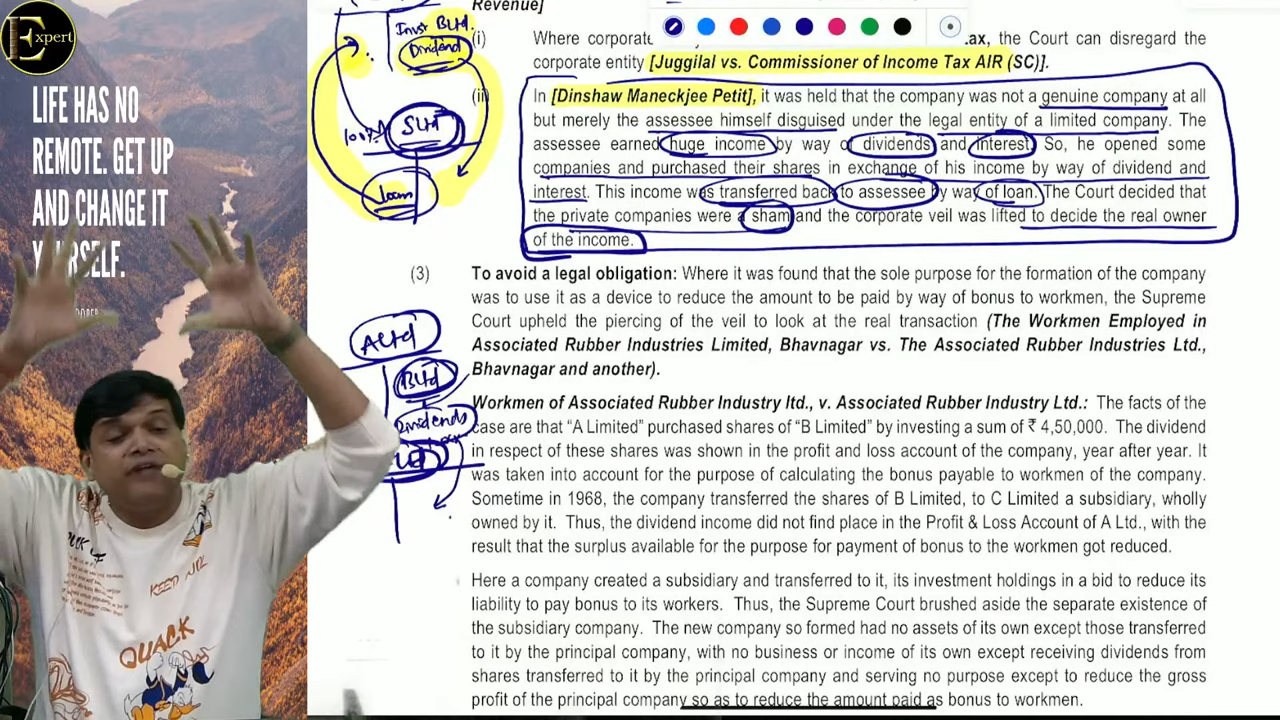 Expert
LIFE HAS NO
REMOTE. GET UP
AND CHANGE IT
YOURSELF.
Revenue]
(i) Where corporate tax, the Court can disregard the
corporate entity [Juggilal vs. Commissioner of Income Tax AIR (SC)].
(ii) In [Dinshaw Maneckjee Petit], it was held that the company was not a genuine company at all
but merely the assessee himself disguised under the legal entity of a limited company. The
assessee earned huge income by way of dividends and interest. So, he opened some
companies and purchased their shares in exchange of his income by way of dividend and
interest. This income was transferred back to assessee by way of loan. The Court decided that
the private companies were a sham and the corporate veil was lifted to decide the real owner
of the income.
(3) To avoid a legal obligation: Where it was found that the sole purpose for the formation of the company
was to use it as a device to reduce the amount to be paid by way of bonus to workmen, the Supreme
Court upheld the piercing of the veil to look at the real transaction (The Workmen Employed in
Associated Rubber Industries Limited, Bhavnagar vs. The Associated Rubber Industries Ltd.,
Bhavnagar and another).
Workmen of Associated Rubber Industry ltd., v. Associated Rubber Industry Ltd.: The facts of the
case are that “A Limited” purchased shares of “B Limited” by investing a sum of ₹ 4,50,000. The dividend
in respect of these shares was shown in the profit and loss account of the company, year after year. It
was taken into account for the purpose of calculating the bonus payable to workmen of the company.
Sometime in 1968, the company transferred the shares of B Limited, to C Limited a subsidiary, wholly
owned by it. Thus, the dividend income did not find place in the Profit & Loss Account of A Ltd., with the
result that the surplus available for the purpose for payment of bonus to the workmen got reduced.
Here a company created a subsidiary and transferred to it, its investment holdings in a bid to reduce its
liability to pay bonus to its workers. Thus, the Supreme Court brushed aside the separate existence of
the subsidiary company. The new company so formed had no assets of its own except those transferred
to it by the principal company, with no business or income of its own except receiving dividends from
shares transferred to it by the principal company and serving no purpose except to reduce the gross
profit of the principal company so as to reduce the amount paid as bonus to workmen.
Invst BLtd.
Dividend
100%
loan
A Ltd
B Ltd
Dividends
QUACK